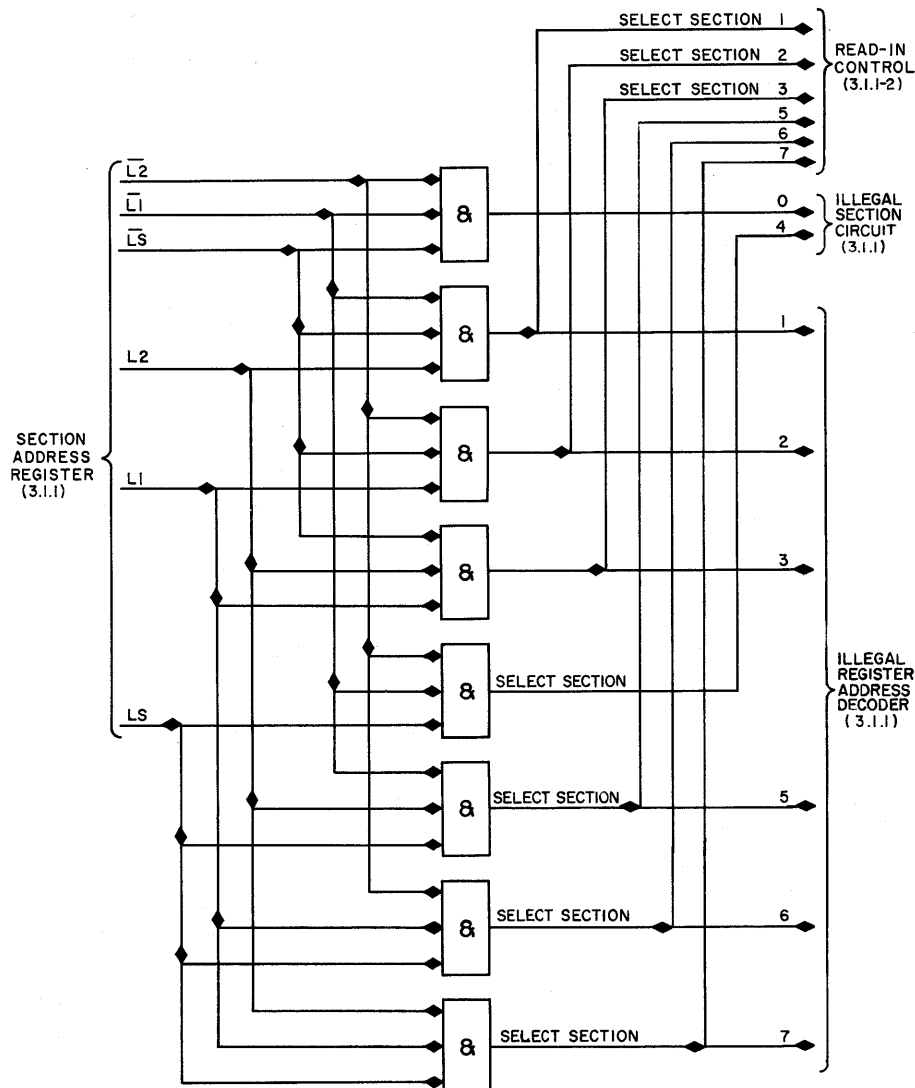 SELECT SECTION 1
SELECT SECTION 2
SELECT SECTION 3
5
6
7
READ-IN
CONTROL
(3.1.1-2)
0
4
ILLEGAL
SECTION
CIRCUIT
(3.1.1)
L̅2̅
L̅1̅
L̅S̅
L2
L1
LS
SECTION
ADDRESS
REGISTER
(3.1.1)
&
&
&
&
&
&
&
&
1
2
3
SELECT SECTION
SELECT SECTION 5
SELECT SECTION 6
SELECT SECTION 7
ILLEGAL
REGISTER
ADDRESS
DECODER
(3.1.1)